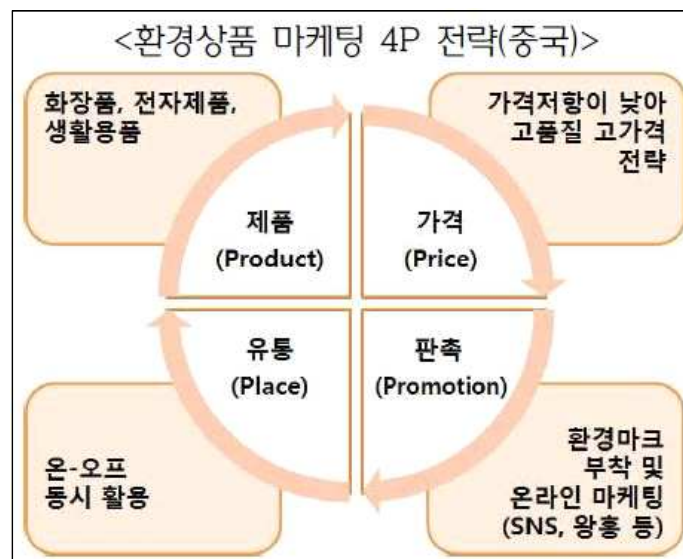 <환경상품 마케팅 4P 전략(중국)>
화장품, 전자제품,
생활용품
가격저항이 낮아
고품질 고가격
전략
제품
(Product)
가격
(Price)
유통
(Place)
판촉
(Promotion)
온-오프
동시 활용
환경마크
부착 및
온라인 마케팅
(SNS, 왕홍 등)